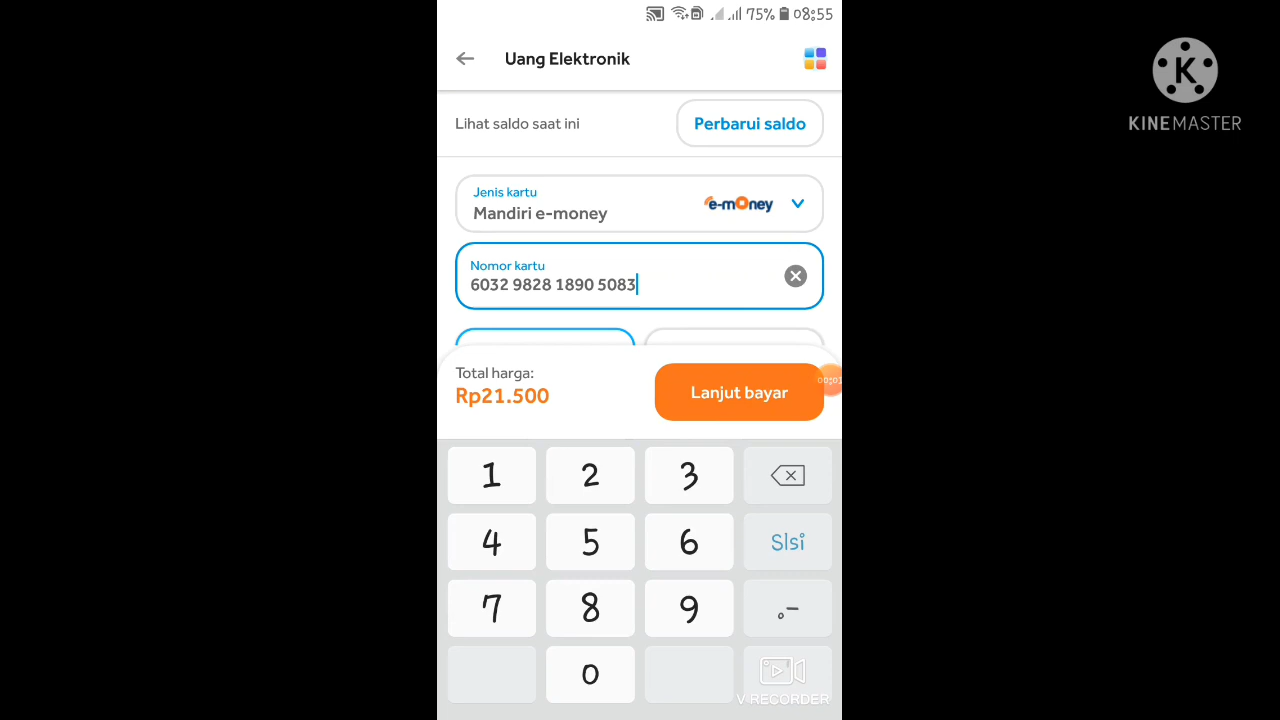 75% 08:55
Uang Elektronik
K
KINEMASTER
Lihat saldo saat ini
Perbarui saldo
Jenis kartu
Mandiri e-money
e-money
Nomor kartu
6032 9828 1890 5083
Total harga:
Rp21.500
Lanjut bayar
00:01
1 2 3
4 5 6 Slsi
7 8 9 .-
0
V RECORDER